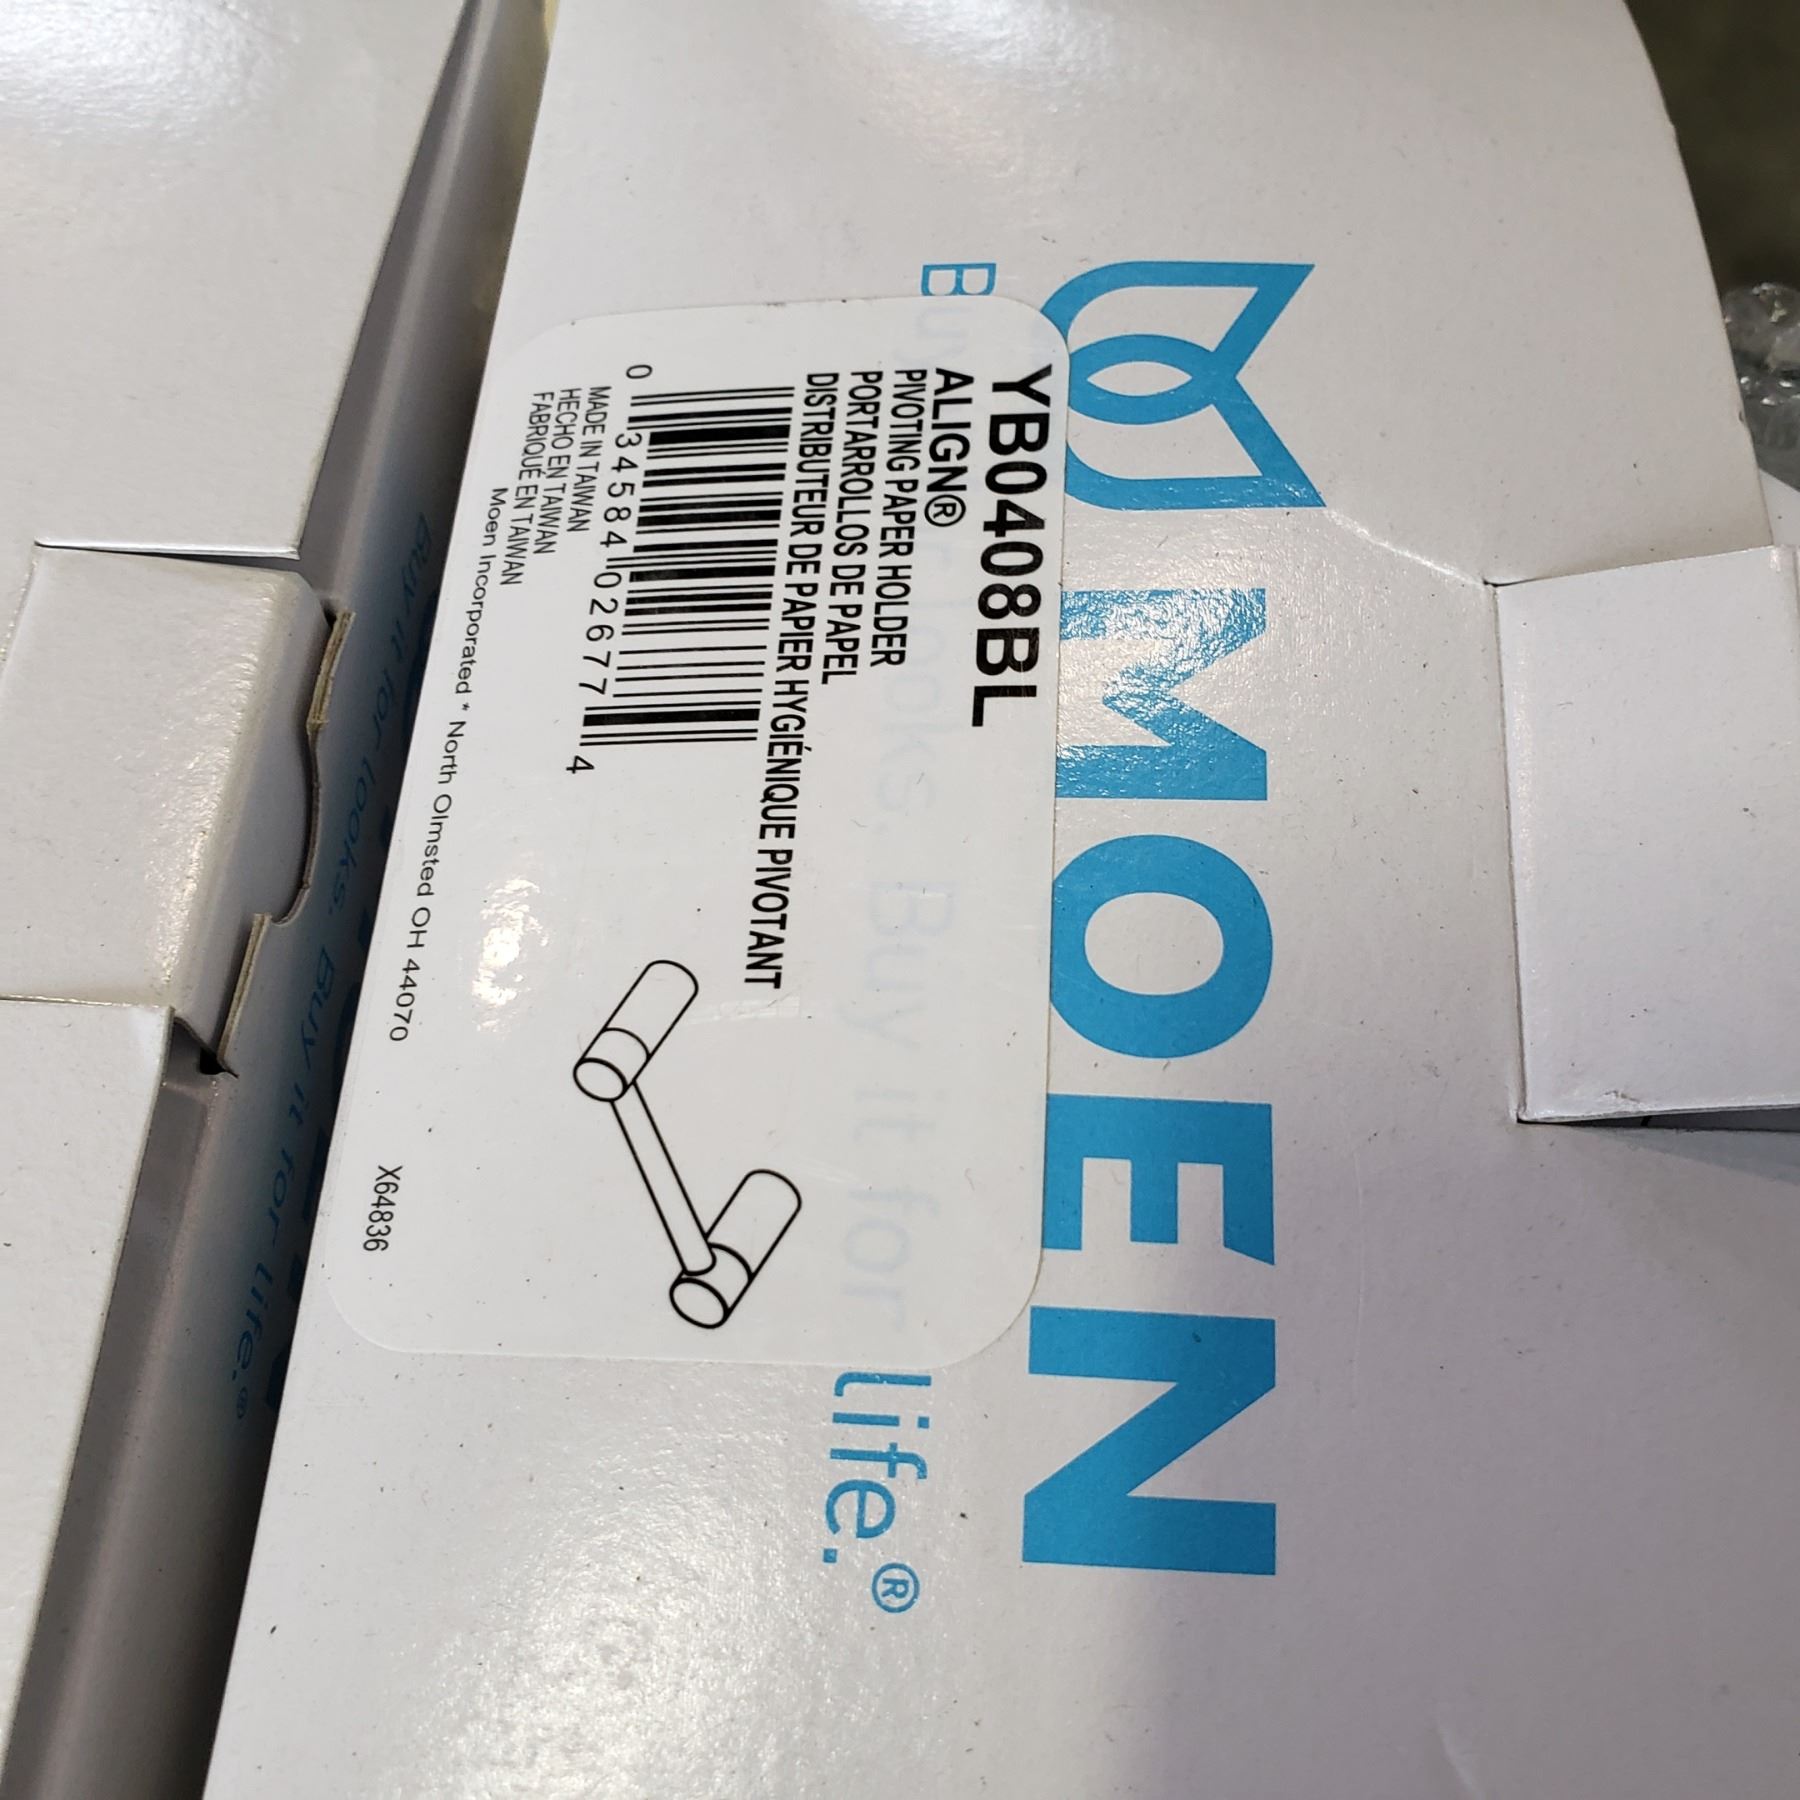 MOEN
Buy it for looks. Buy it for life.®
YB0408BL
ALIGN®
PIVOTING PAPER HOLDER
PORTARROLLOS DE PAPEL
DISTRIBUTEUR DE PAPIER HYGIÉNIQUE PIVOTANT
0 34584 02677 4
MADE IN TAIWAN
HECHO EN TAIWAN
FABRIQUÉ EN TAIWAN
Moen Incorporated * North Olmsted OH 44070
X64836
Buy it for looks. Buy it for life.®